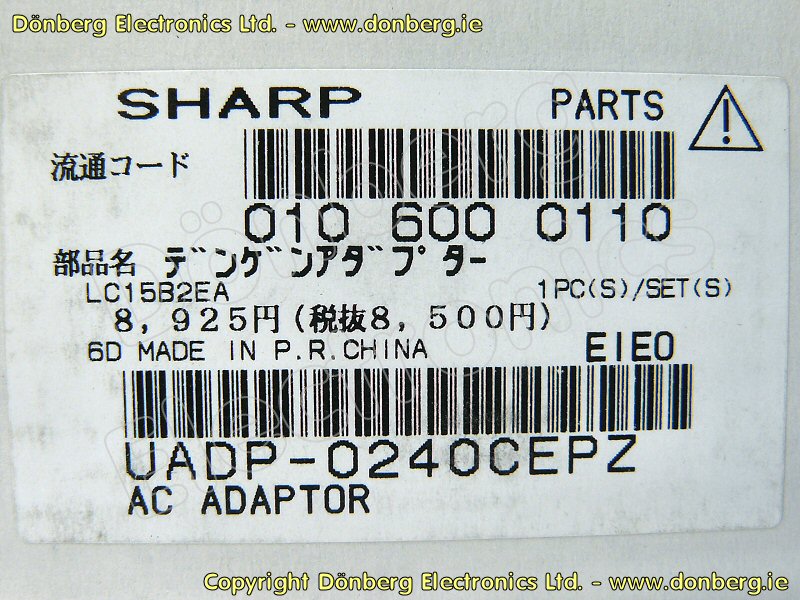 Dönberg Electronics Ltd. - www.donberg.ie
SHARP PARTS
流通コード
010 600 0110
部品名 デンゲンアダプター
LC15B2EA 1PC(S)/SET(S)
8,925円(税抜8,500円)
6D MADE IN P.R.CHINA EIE0
UADP-0240CEPZ
AC ADAPTOR
Dönberg Electronics
Copyright Dönberg Electronics Ltd. - www.donberg.ie